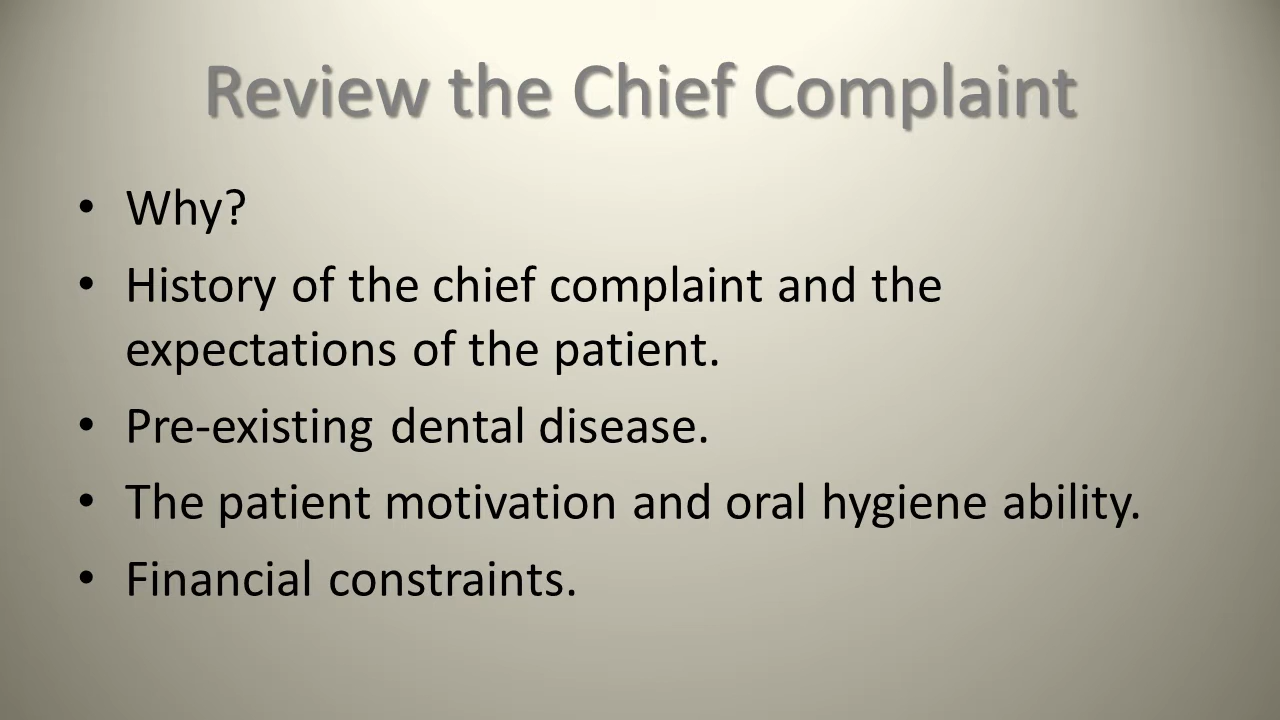 Review the Chief Complaint
• Why?
• History of the chief complaint and the
expectations of the patient.
• Pre-existing dental disease.
• The patient motivation and oral hygiene ability.
• Financial constraints.